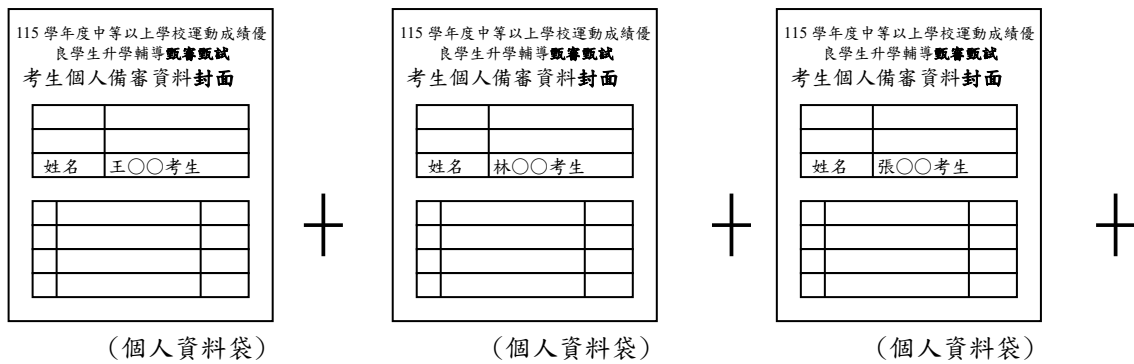 115 學年度中等以上學校運動成績優
良學生升學輔導甄審甄試
考生個人備審資料封面
姓名 王○○考生
(個人資料袋)
+
115 學年度中等以上學校運動成績優
良學生升學輔導甄審甄試
考生個人備審資料封面
姓名 林○○考生
(個人資料袋)
+
115 學年度中等以上學校運動成績優
良學生升學輔導甄審甄試
考生個人備審資料封面
姓名 張○○考生
(個人資料袋)
+